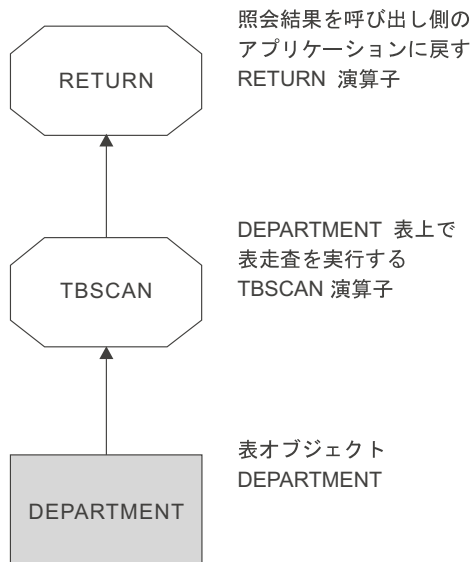 RETURN
照会結果を呼び出し側の
アプリケーションに戻す
RETURN 演算子
TBSCAN
DEPARTMENT 表上で
表走査を実行する
TBSCAN 演算子
DEPARTMENT
表オブジェクト
DEPARTMENT